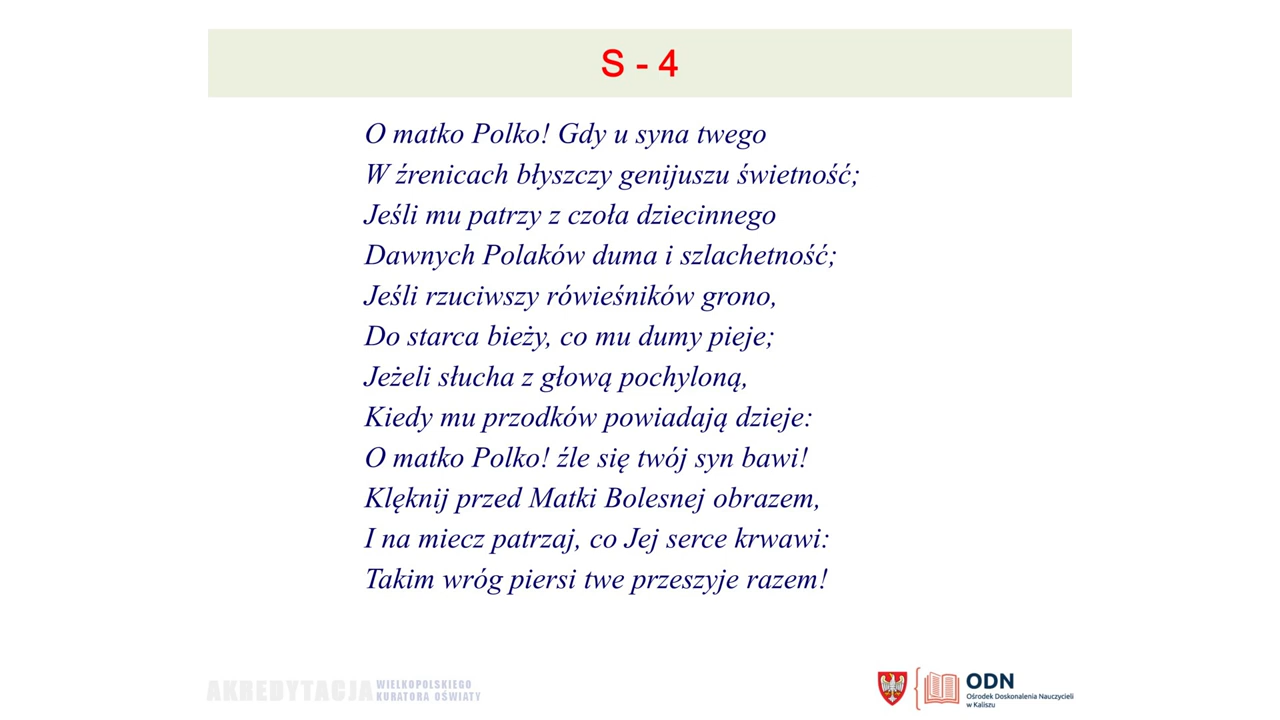 S - 4
O matko Polko! Gdy u syna twego
W źrenicach błyszczy genijuszu świetność;
Jeśli mu patrzy z czoła dziecinnego
Dawnych Polaków duma i szlachetność;
Jeśli rzuciwszy rówieśników grono,
Do starca bieży, co mu dumy pieje;
Jeżeli słucha z głową pochyloną,
Kiedy mu przodków powiadają dzieje:
O matko Polko! źle się twój syn bawi!
Klęknij przed Matki Bolesnej obrazem,
I na miecz patrzaj, co Jej serce krwawi:
Takim wróg piersi twe przeszyje razem!
AKREDYTACJA WIELKOPOLSKIEGO
KURATORA OŚWIATY
ODN
Ośrodek Doskonalenia Nauczycieli
w Kaliszu